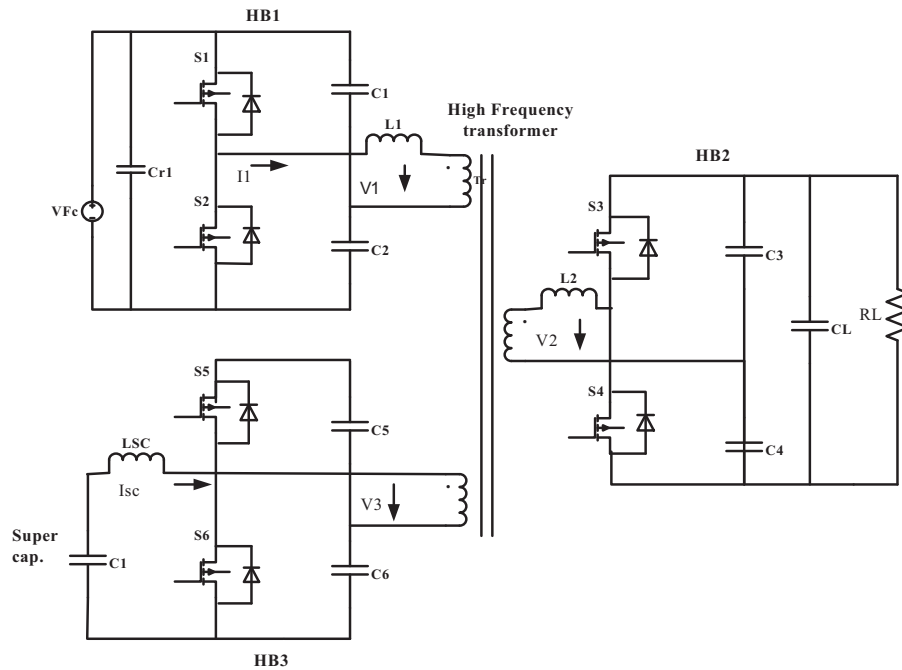 HB1
S1
C1
High Frequency
transformer
L1
HB2
Cr1
I1
V1
Tr
S2
S3
VFc
C2
C3
L2
CL
RL
V2
S5
S4
C5
LSC
C4
Isc
V3
Super
cap.
S6
C1
C6
HB3